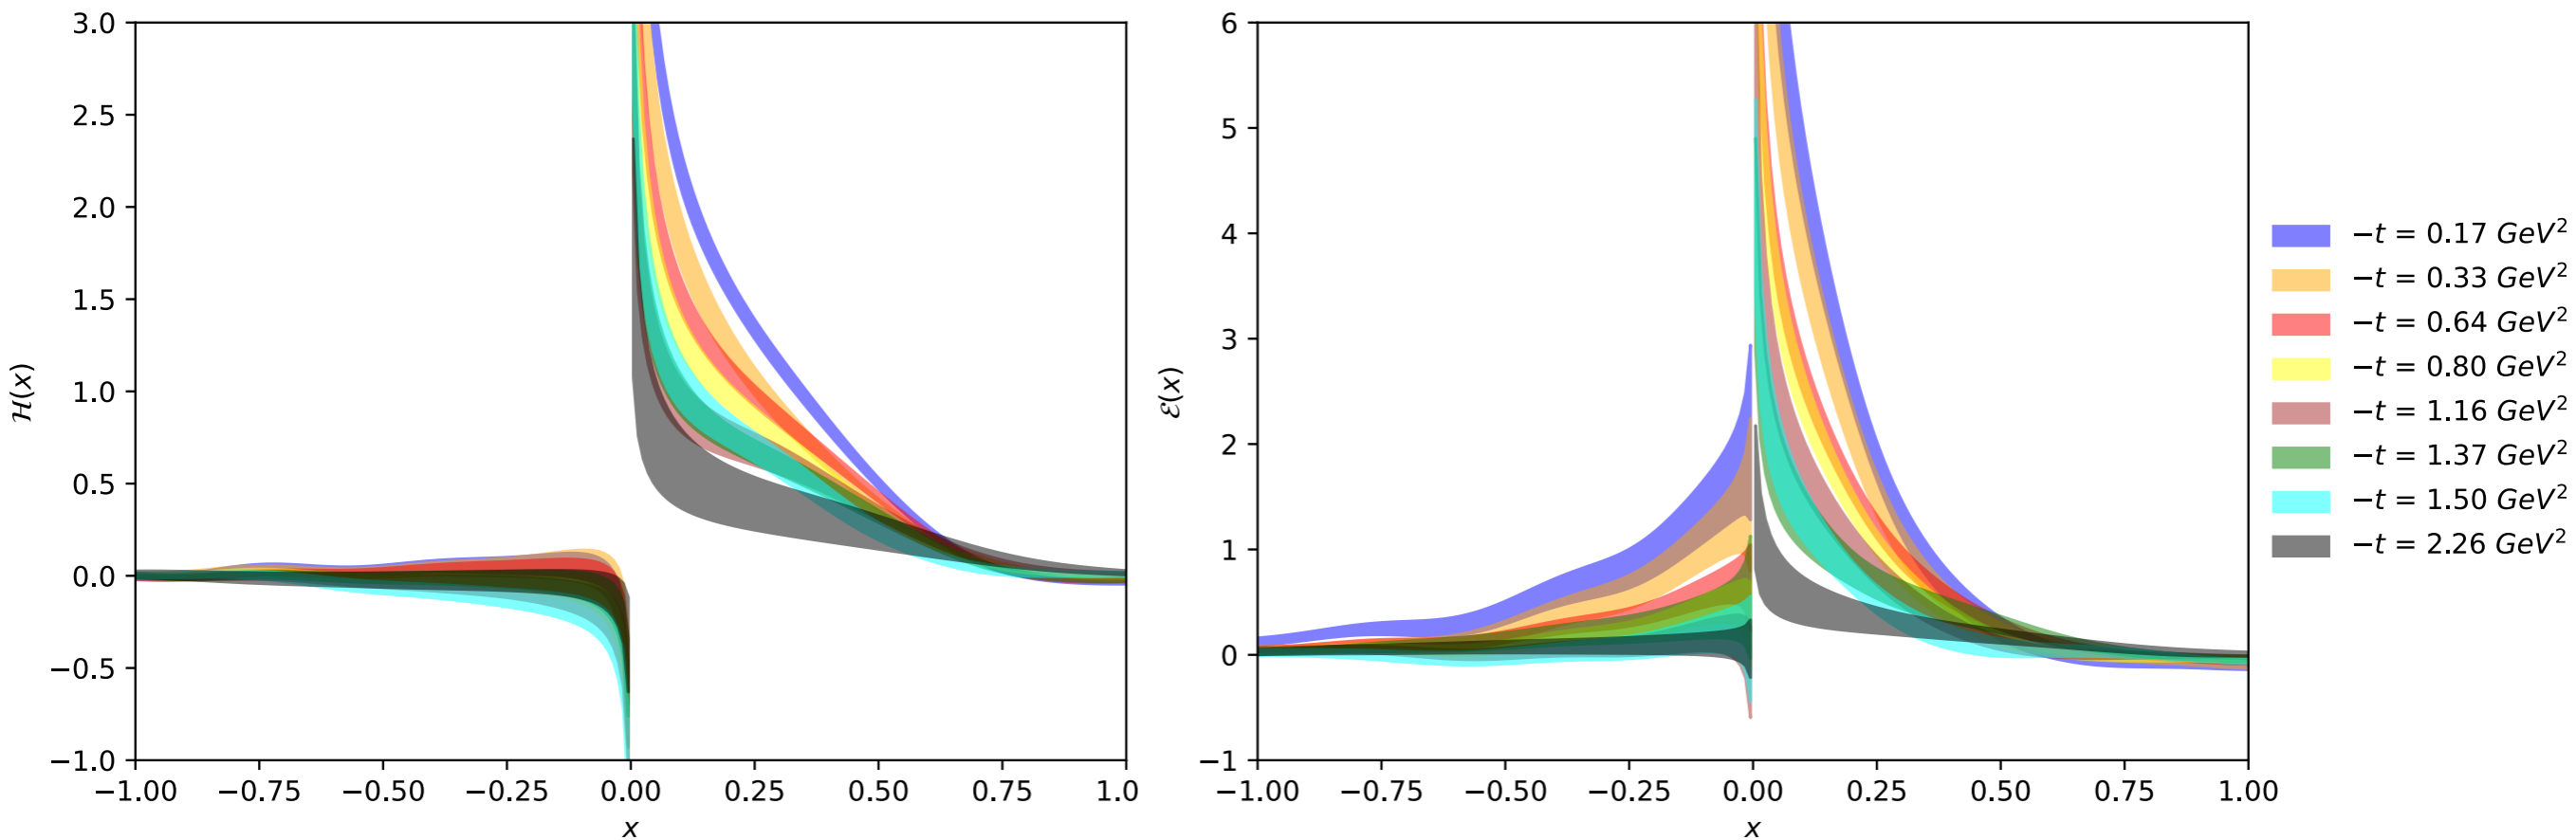 3.0
2.5
2.0
1.5
1.0
0.5
0.0
−0.5
−1.0
ℋ(x)
−1.00 −0.75 −0.50 −0.25 0.00 0.25 0.50 0.75 1.0
x
6
5
4
3
2
1
0
−1
ℰ(x)
−1.00 −0.75 −0.50 −0.25 0.00 0.25 0.50 0.75 1.00
x
−t = 0.17 GeV²
−t = 0.33 GeV²
−t = 0.64 GeV²
−t = 0.80 GeV²
−t = 1.16 GeV²
−t = 1.37 GeV²
−t = 1.50 GeV²
−t = 2.26 GeV²